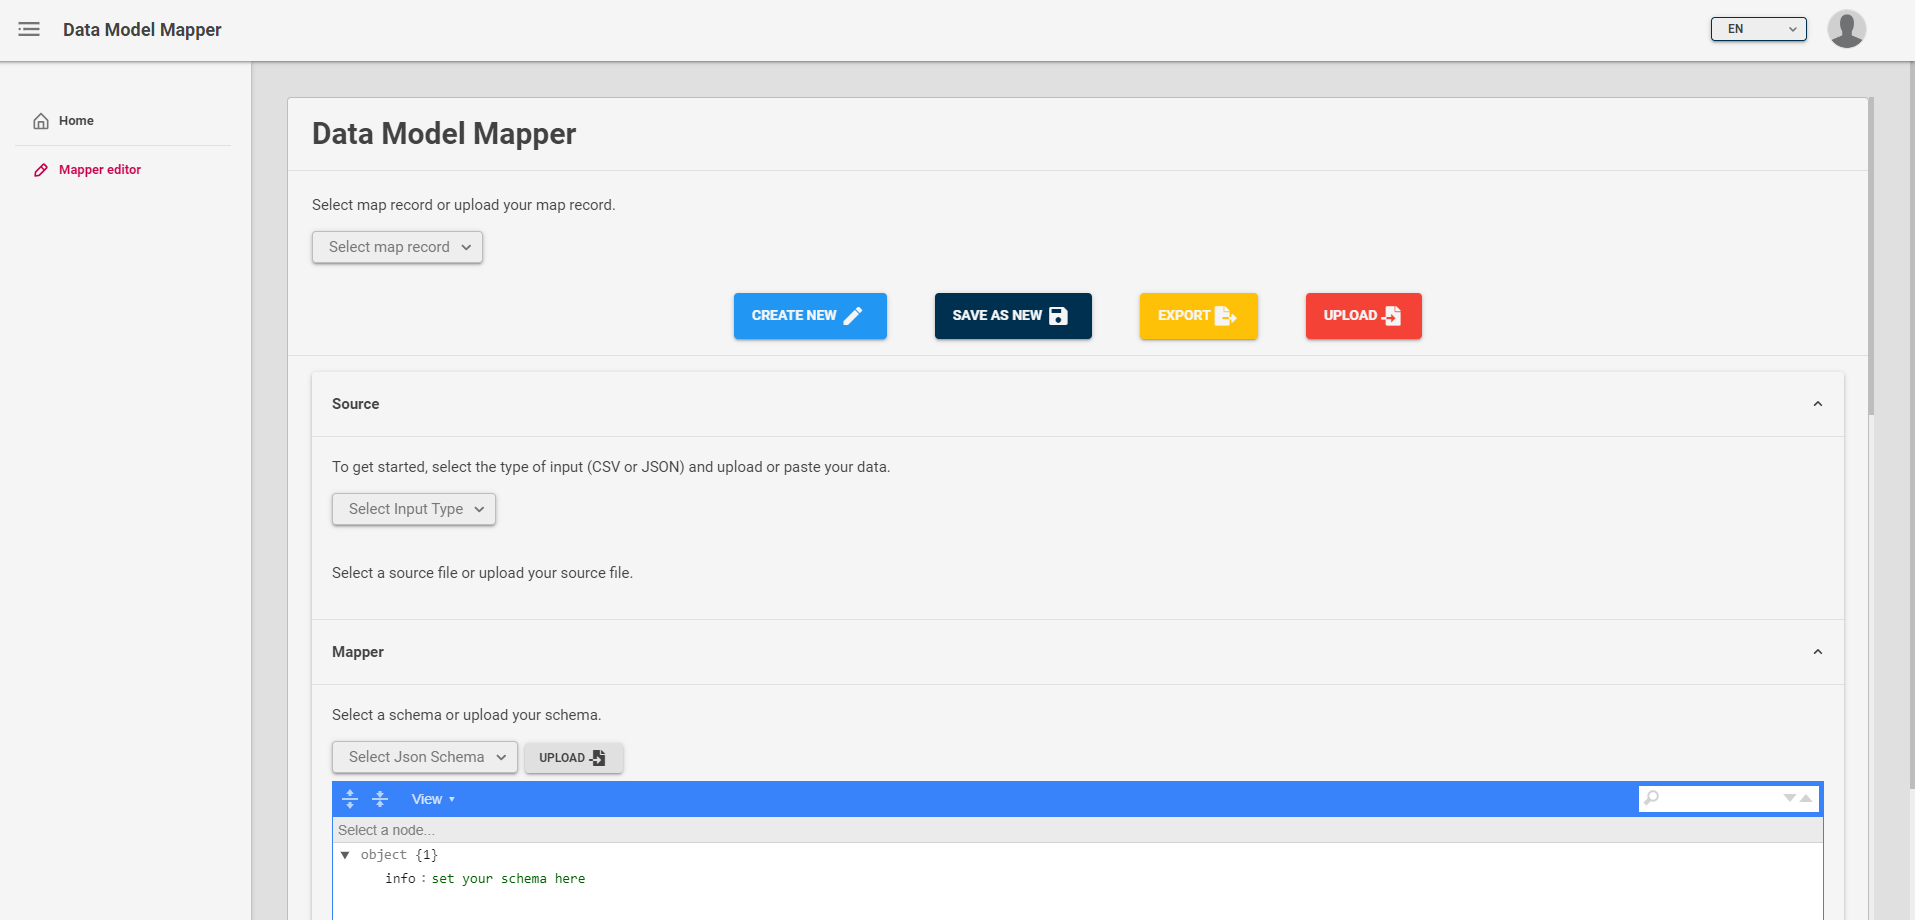 Data Model Mapper
EN
Home
Mapper editor
Data Model Mapper
Select map record or upload your map record.
Select map record
CREATE NEW
SAVE AS NEW
EXPORT
UPLOAD
Source
To get started, select the type of input (CSV or JSON) and upload or paste your data.
Select Input Type
Select a source file or upload your source file.
Mapper
Select a schema or upload your schema.
Select Json Schema
UPLOAD
View
Select a node...
object {1}
info : set your schema here